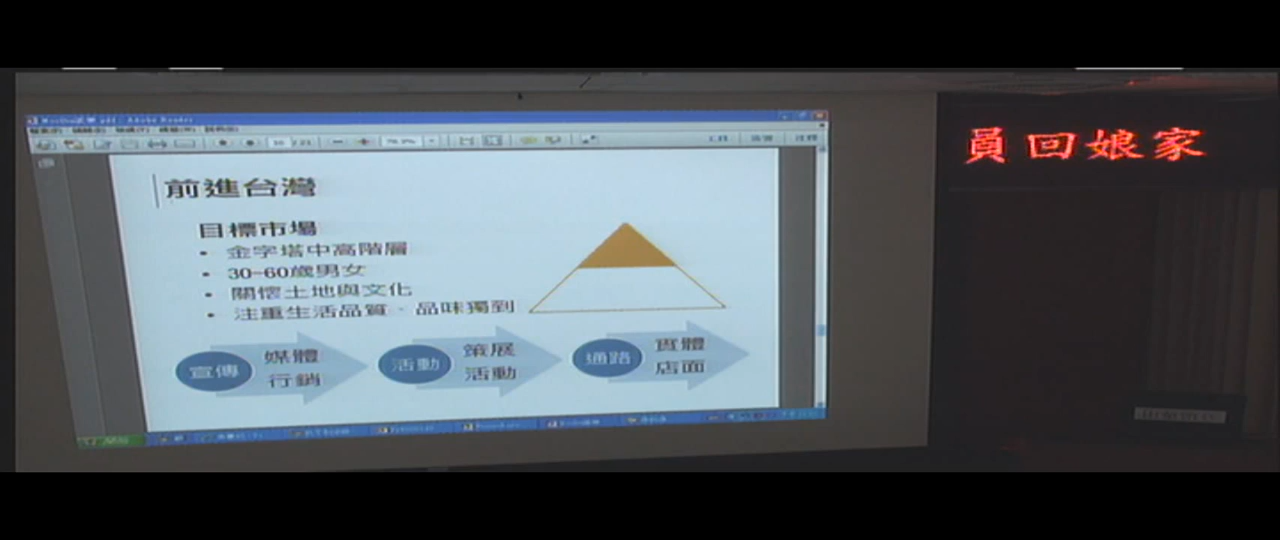 Adobe Reader
前進台灣
目標市場
• 金字塔中高階層
• 30~60歲男女
• 關懷土地與文化
• 注重生活品質．品味獨到
宣傳
媒體
行銷
活動
策展
活動
通路
實體
店面
員回娘家